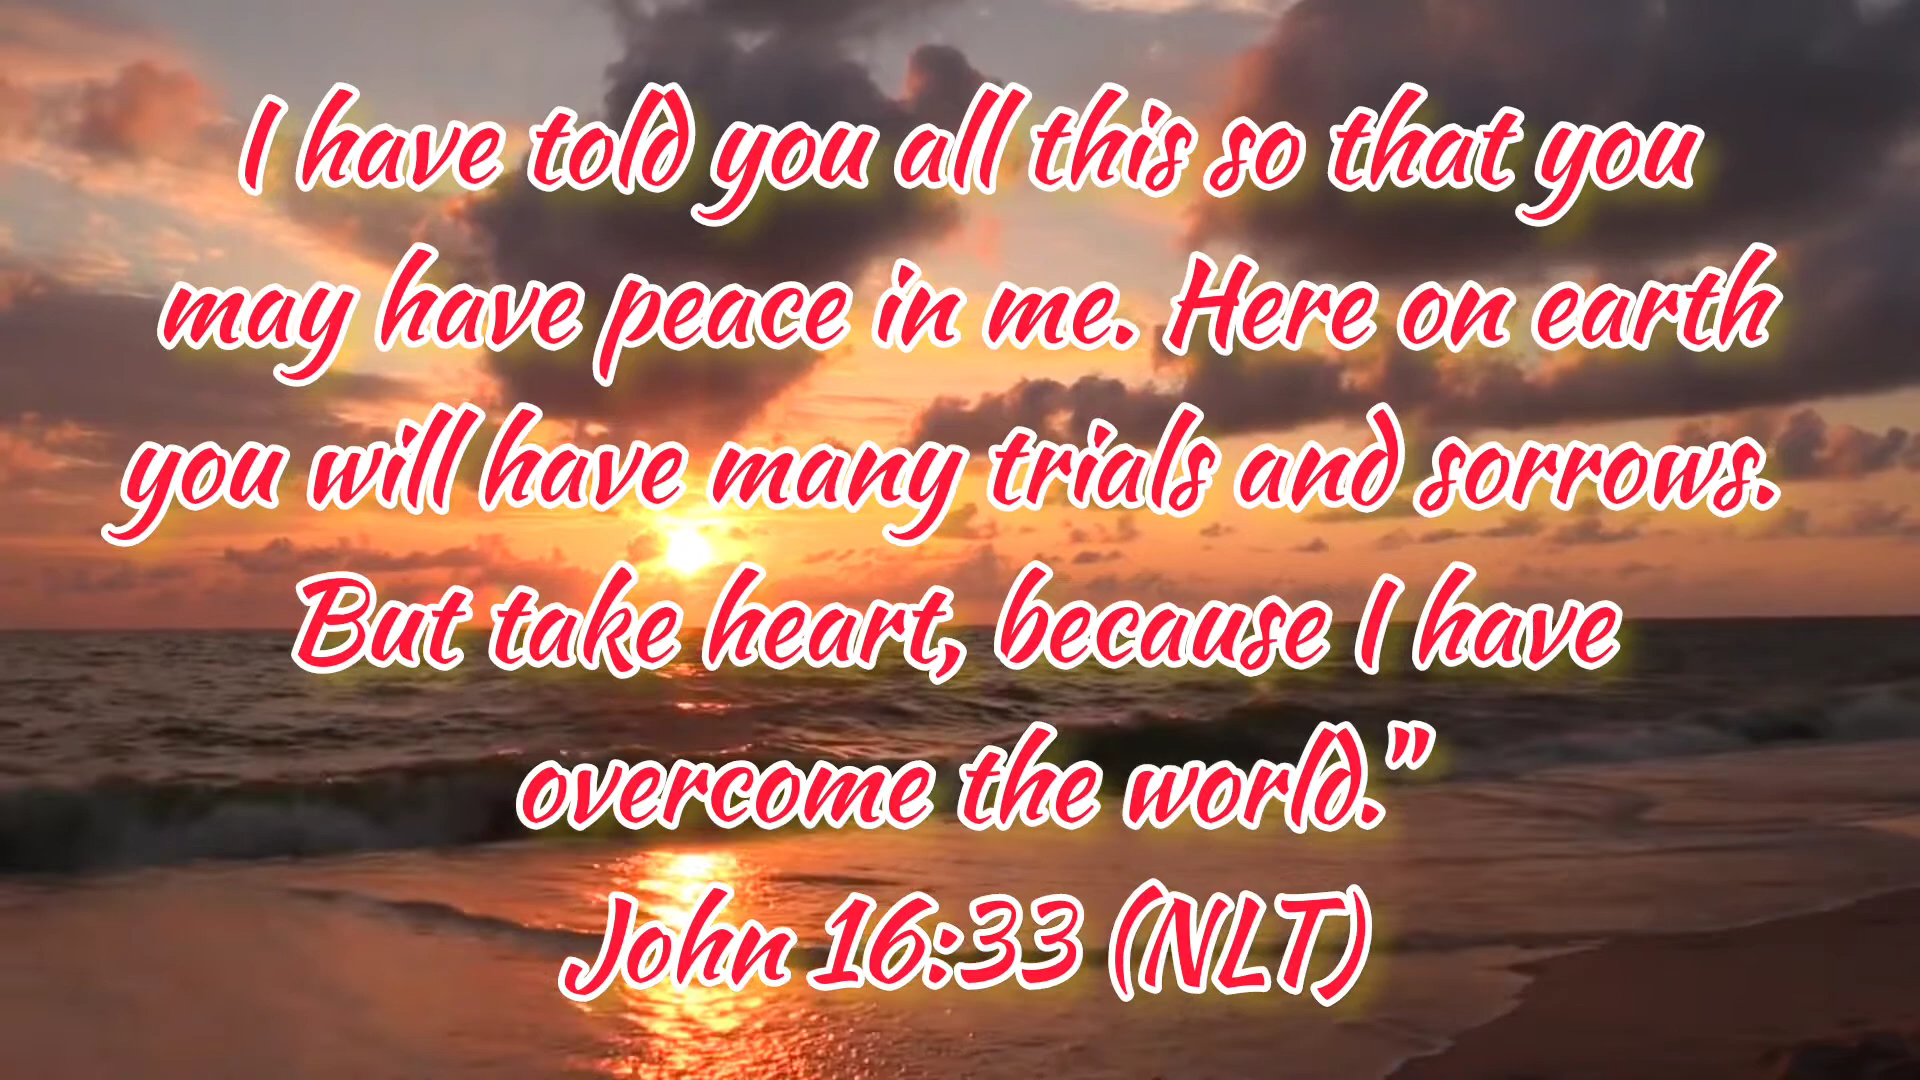 I have told you all this so that you
may have peace in me. Here on earth
you will have many trials and sorrows.
But take heart, because I have
overcome the world.”
John 16:33 (NLT)